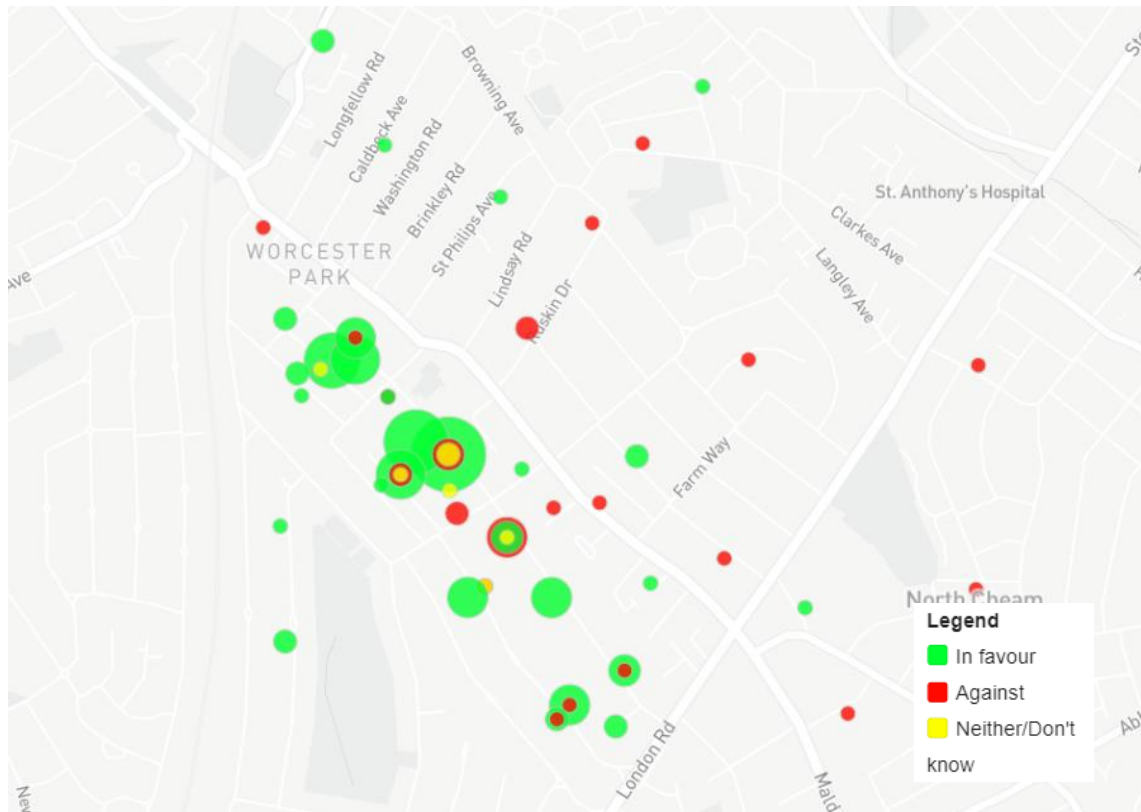 Longfellow Rd
Caldbeck Ave
Washington Rd
Brinkley Rd
St Philips Ave
Browning Ave
Lindsay Rd
Ruskin Dr
St. Anthony's Hospital
Clarkes Ave
Langley Ave
WORCESTER
PARK
Farm Way
North Cheam
London Rd
Legend
In favour
Against
Neither/Don't
know